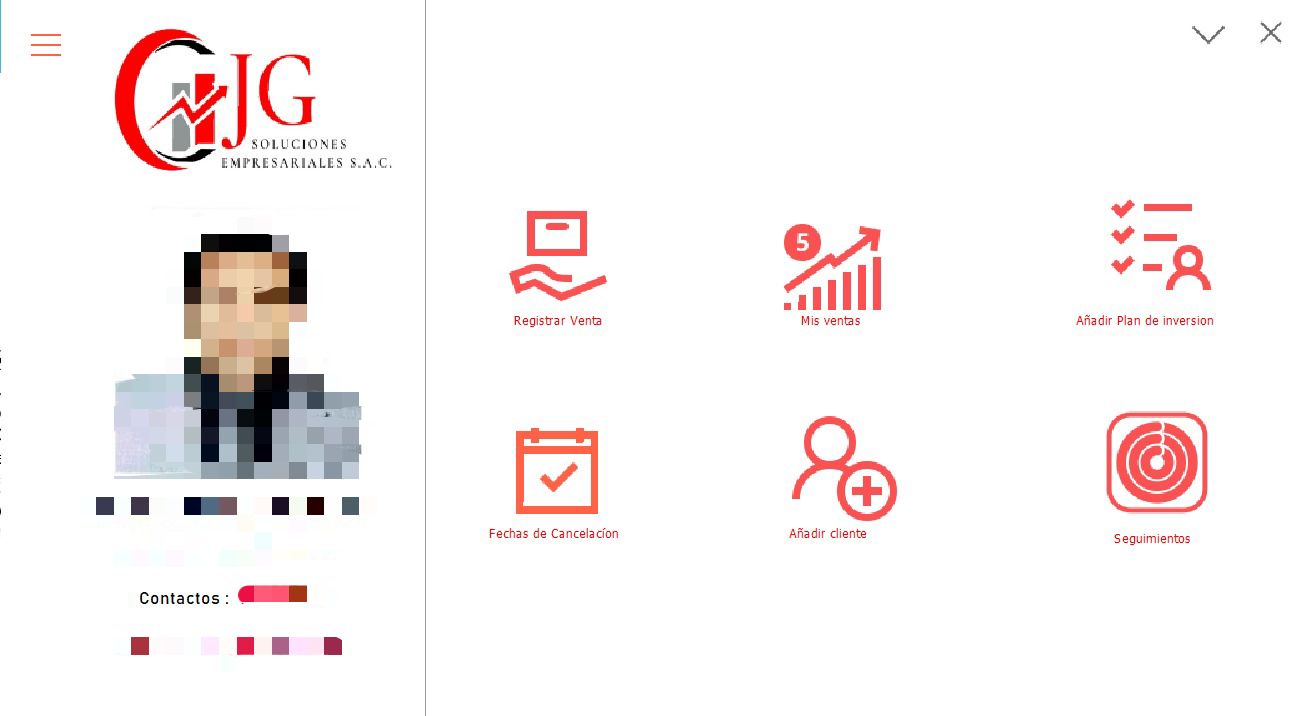 JG
SOLUCIONES
EMPRESARIALES S.A.C.
Contactos :
5
Registrar Venta
Mis ventas
Añadir Plan de inversion
Fechas de Cancelacíon
Añadir cliente
Seguimientos